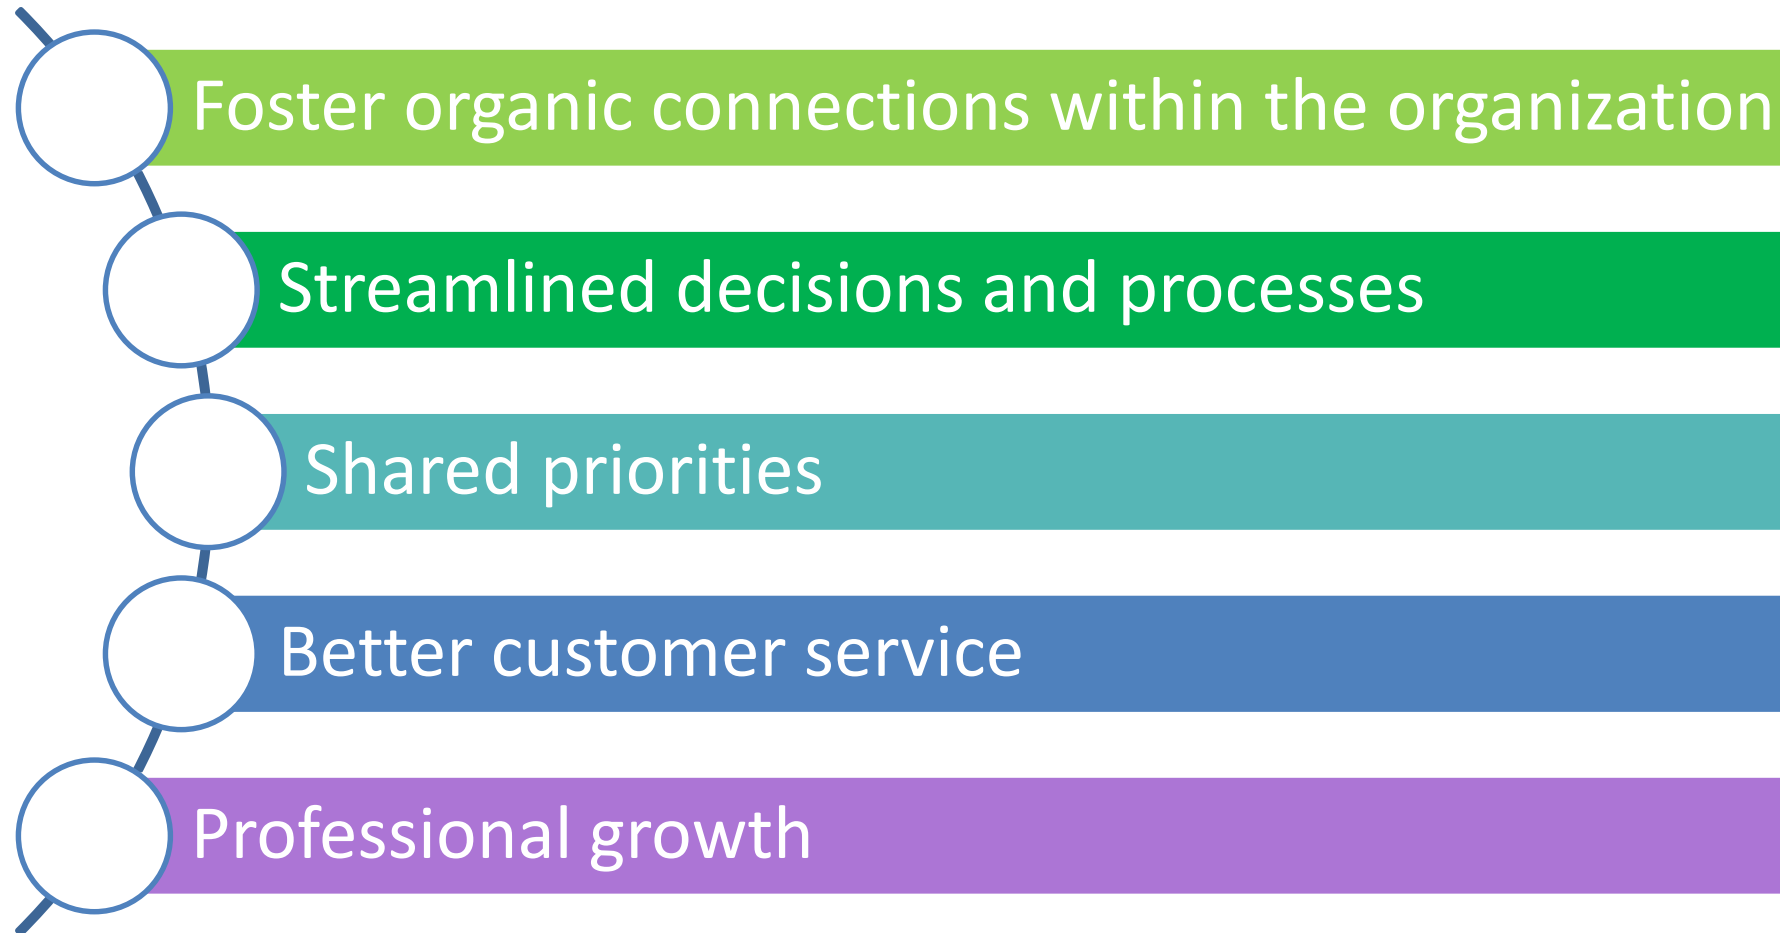 Foster organic connections within the organization
Streamlined decisions and processes
Shared priorities
Better customer service
Professional growth